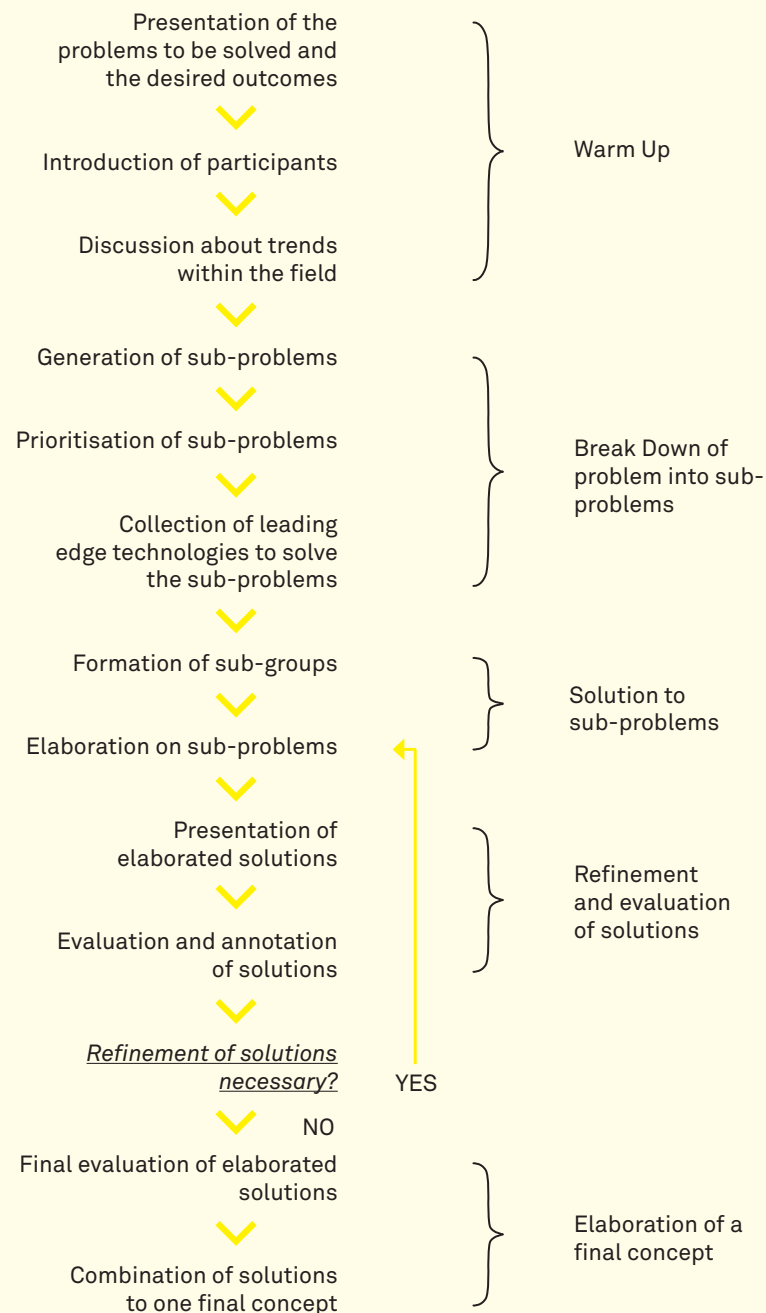 Presentation of the
problems to be solved and
the desired outcomes
Introduction of participants
Discussion about trends
within the field
Warm Up
Generation of sub-problems
Prioritisation of sub-problems
Collection of leading
edge technologies to solve
the sub-problems
Break Down of
problem into sub-
problems
Formation of sub-groups
Elaboration on sub-problems
Solution to
sub-problems
Presentation of
elaborated solutions
Evaluation and annotation
of solutions
Refinement
and evaluation
of solutions
Refinement of solutions
necessary?
YES
NO
Final evaluation of elaborated
solutions
Combination of solutions
to one final concept
Elaboration of a
final concept